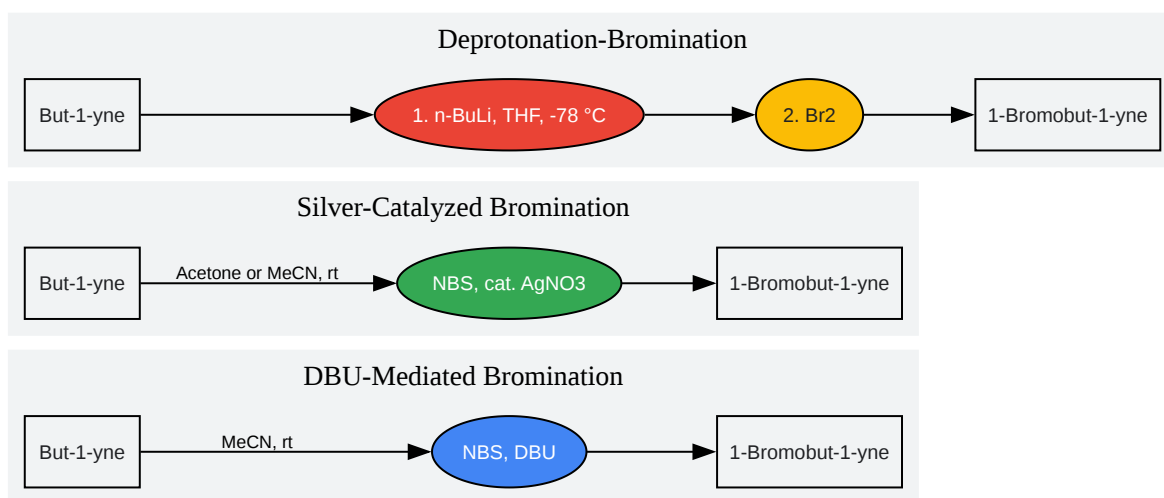 Deprotonation-Bromination
But-1-yne
1. n-BuLi, THF, -78 °C
2. Br2
1-Bromobut-1-yne
Silver-Catalyzed Bromination
But-1-yne
Acetone or MeCN, rt
NBS, cat. AgNO3
1-Bromobut-1-yne
DBU-Mediated Bromination
But-1-yne
MeCN, rt
NBS, DBU
1-Bromobut-1-yne